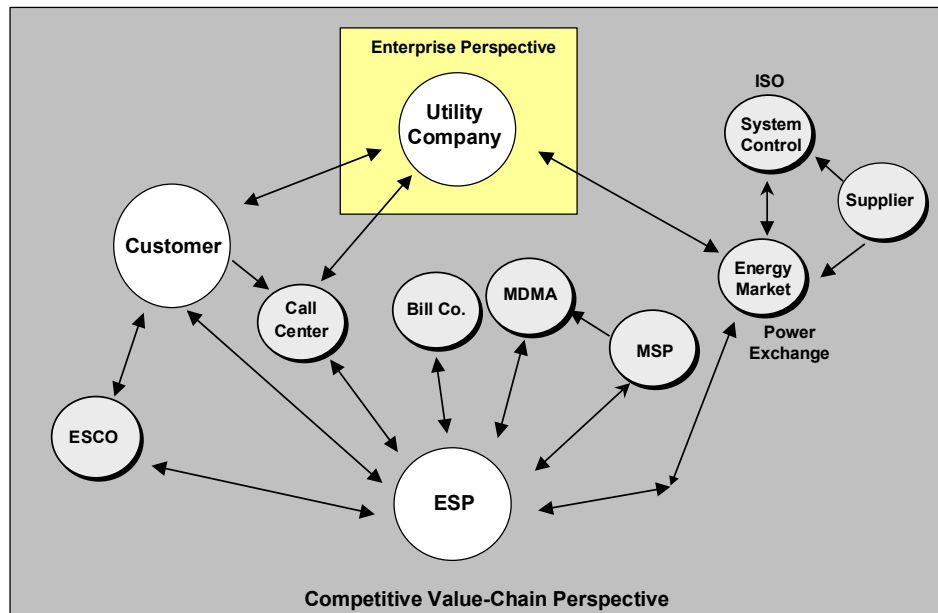 Enterprise Perspective
Utility
Company
ISO
System
Control
Supplier
Customer
Energy
Market
Call
Center
Bill Co.
MDMA
MSP
Power
Exchange
ESCO
ESP
Competitive Value-Chain Perspective